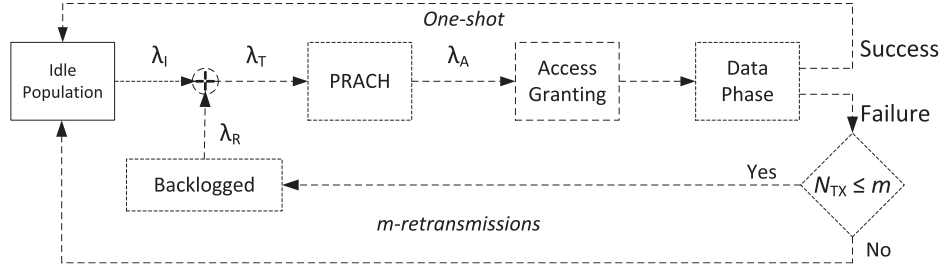 One-shot
Idle
Population
λI
λT
PRACH
λA
Access
Granting
Data
Phase
Success
Failure
λR
Backlogged
Yes
NTX ≤ m
m-retransmissions
No